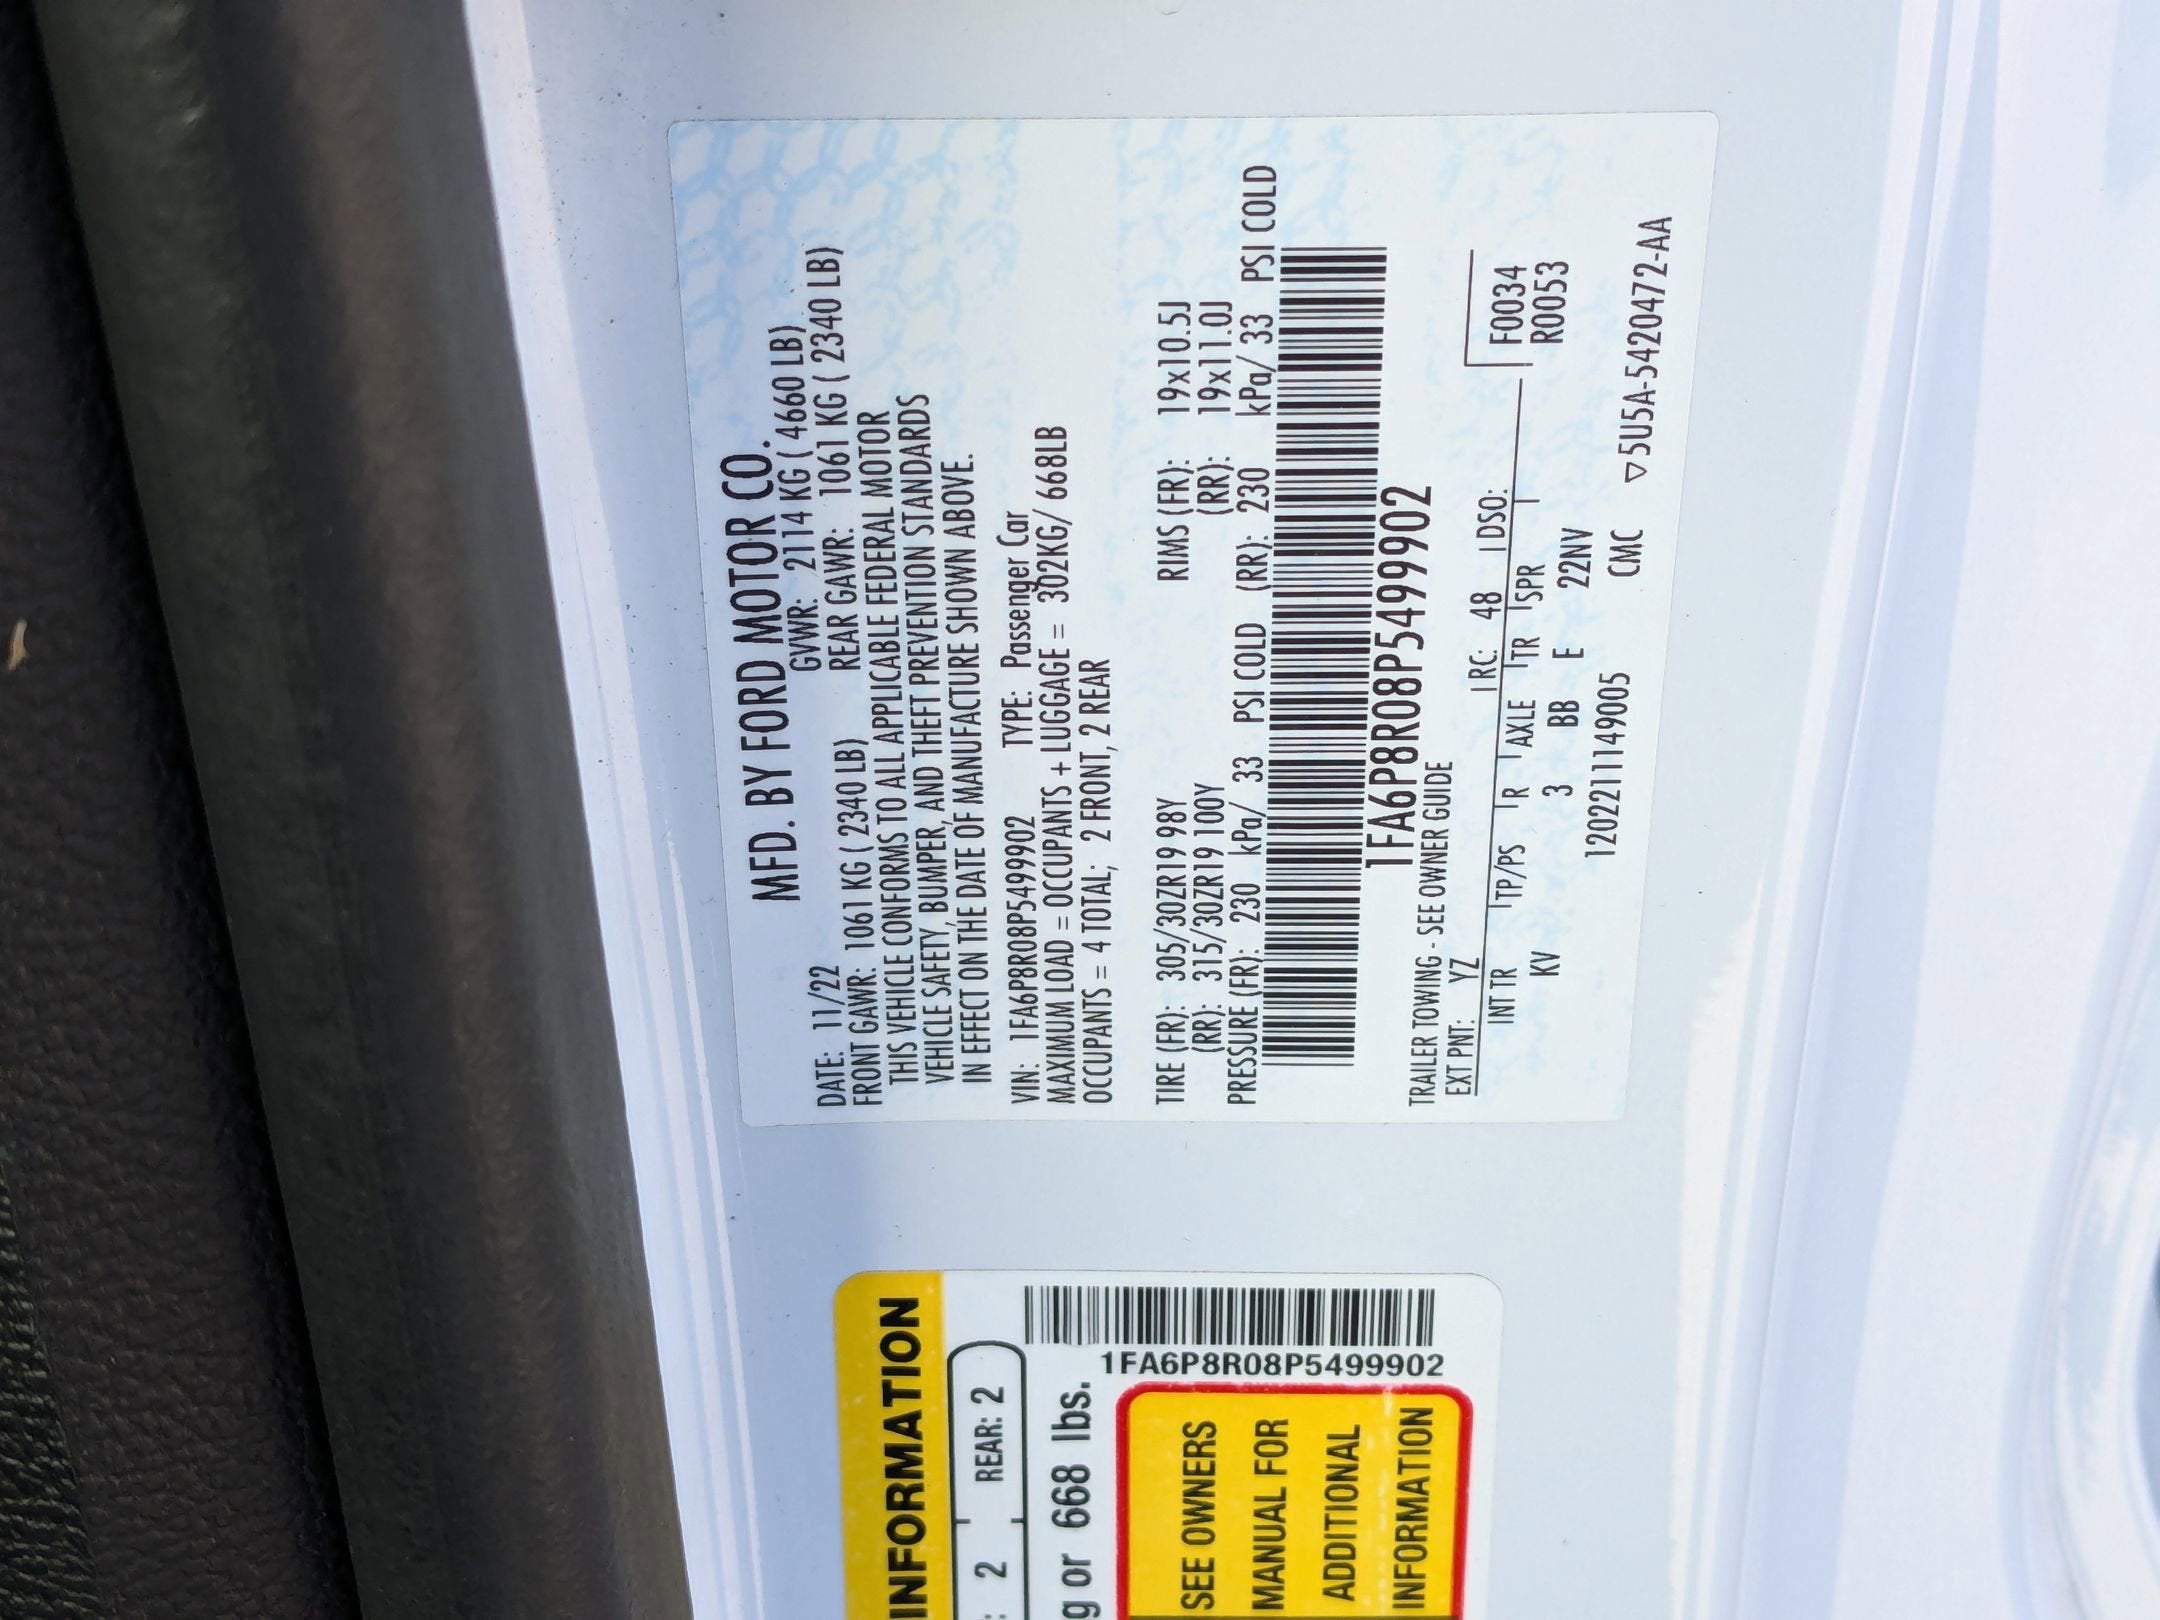 MFD. BY FORD MOTOR CO.
DATE: 11/22 GVWR: 2114 KG ( 4660 LB)
FRONT GAWR: 1061 KG ( 2340 LB) REAR GAWR: 1061 KG ( 2340 LB)
THIS VEHICLE CONFORMS TO ALL APPLICABLE FEDERAL MOTOR
VEHICLE SAFETY, BUMPER, AND THEFT PREVENTION STANDARDS
IN EFFECT ON THE DATE OF MANUFACTURE SHOWN ABOVE.
VIN: 1FA6P8R08P5499902 TYPE: Passenger Car
MAXIMUM LOAD = OCCUPANTS + LUGGAGE = 302KG/ 668LB
OCCUPANTS = 4 TOTAL; 2 FRONT, 2 REAR
TIRE (FR): 305/30ZR19 98Y RIMS (FR): 19x10.5J
(RR): 315/30ZR19 100Y (RR): 19x11.0J
PRESSURE (FR): 230 kPa/ 33 PSI COLD (RR): 230 kPa/ 33 PSI COLD
1FA6P8R08P5499902
TRAILER TOWING - SEE OWNER GUIDE
EXT PNT: YZ RC: 48 DSO:
INT TR TP/PS R AXLE TR SPR F0034
KV 3 BB E 22NV R0053
120221149005 CMC ▽5U5A-5420472-AA
INFORMATION
: 2 REAR: 2
g or 668 lbs.
1FA6P8R08P5499902
SEE OWNERS
MANUAL FOR
ADDITIONAL
INFORMATION